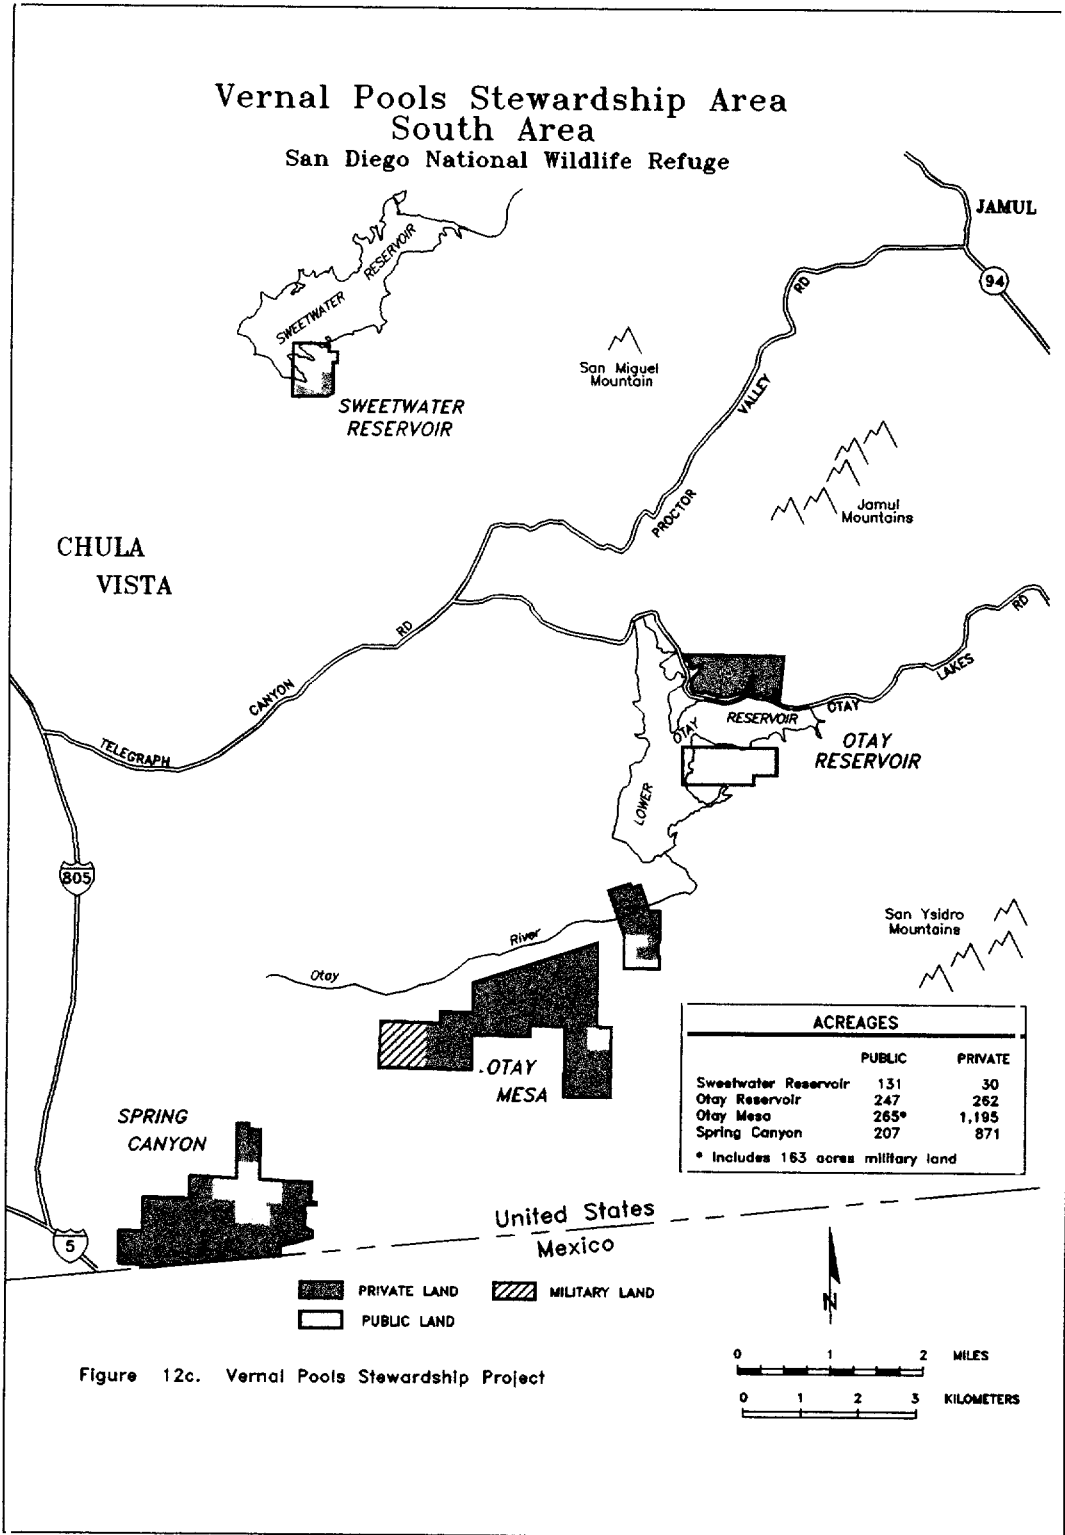 Vernal Pools Stewardship Area
South Area
San Diego National Wildlife Refuge
JAMUL
94
SWEETWATER RESERVOIR
SWEETWATER
RESERVOIR
San Miguel
Mountain
PROCTOR VALLEY RD
Jamul
Mountains
CHULA
VISTA
TELEGRAPH CANYON RD
OTAY LAKES RD
LOWER OTAY RESERVOIR
OTAY
RESERVOIR
805
Otay River
San Ysidro
Mountains
OTAY
MESA
SPRING
CANYON
ACREAGES
PUBLIC PRIVATE
Sweetwater Reservoir 131 30
Otay Reservoir 247 262
Otay Mesa 265* 1,195
Spring Canyon 207 871
* Includes 163 acres military land
United States
Mexico
5
PRIVATE LAND
MILITARY LAND
PUBLIC LAND
N
0 1 2 MILES
0 1 2 3 KILOMETERS
Figure 12c. Vernal Pools Stewardship Project